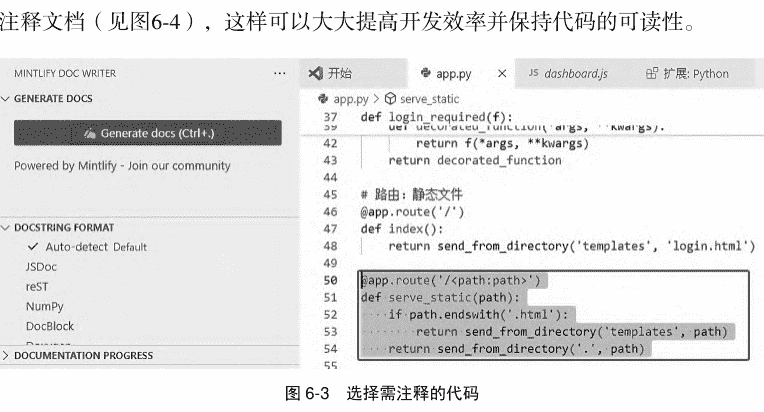 注释文档（见图6-4），这样可以大大提高开发效率并保持代码的可读性。
MINTLIFY DOC WRITER
GENERATE DOCS
Generate docs (Ctrl+.)
Powered by Mintlify - Join our community
DOCSTRING FORMAT
Auto-detect Default
JSDoc
reST
NumPy
DocBlock
DOCUMENTATION PROGRESS
开始
app.py
JS dashboard.js
扩展: Python
app.py > serve_static
37 def login_required(f):
39 def decorated_function(*args, **kwargs):
42 return f(*args, **kwargs)
43 return decorated_function
44
45 # 路由：静态文件
46 @app.route('/')
47 def index():
48 return send_from_directory('templates', 'login.html')
49
50 @app.route('/<path:path>')
51 def serve_static(path):
52 if path.endswith('.html'):
53 return send_from_directory('templates', path)
54 return send_from_directory('.', path)
55
图 6-3 选择需注释的代码